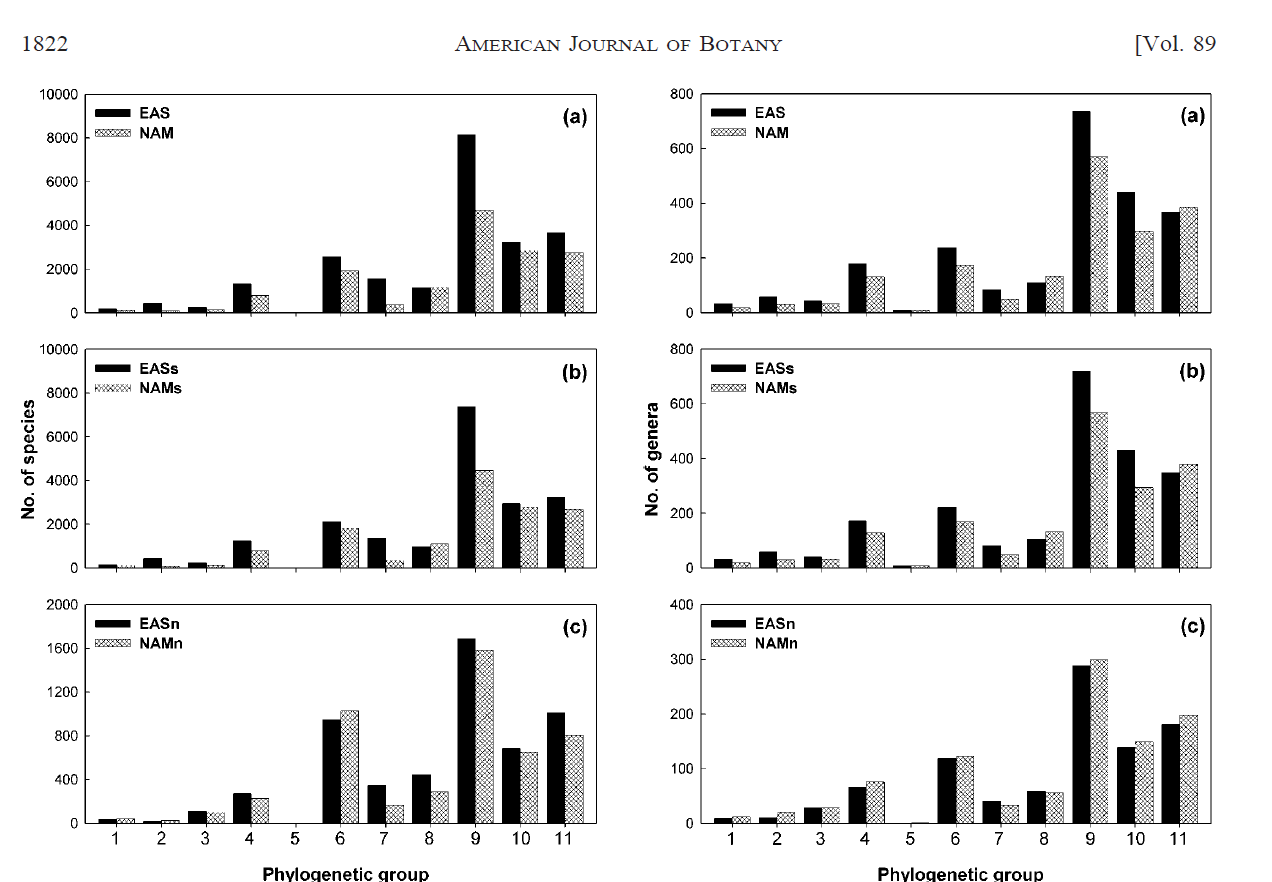 1822 AMERICAN JOURNAL OF BOTANY [Vol. 89
10000
8000
6000
4000
2000
0
EAS
NAM
(a)
800
600
400
200
0
EAS
NAM
(a)
No. of species
10000
8000
6000
4000
2000
0
EASs
NAMs
(b)
No. of genera
800
600
400
200
0
EASs
NAMs
(b)
2000
1600
1200
800
400
0
EASn
NAMn
(c)
1 2 3 4 5 6 7 8 9 10 11
Phylogenetic group
400
300
200
100
0
EASn
NAMn
(c)
1 2 3 4 5 6 7 8 9 10 11
Phylogenetic group